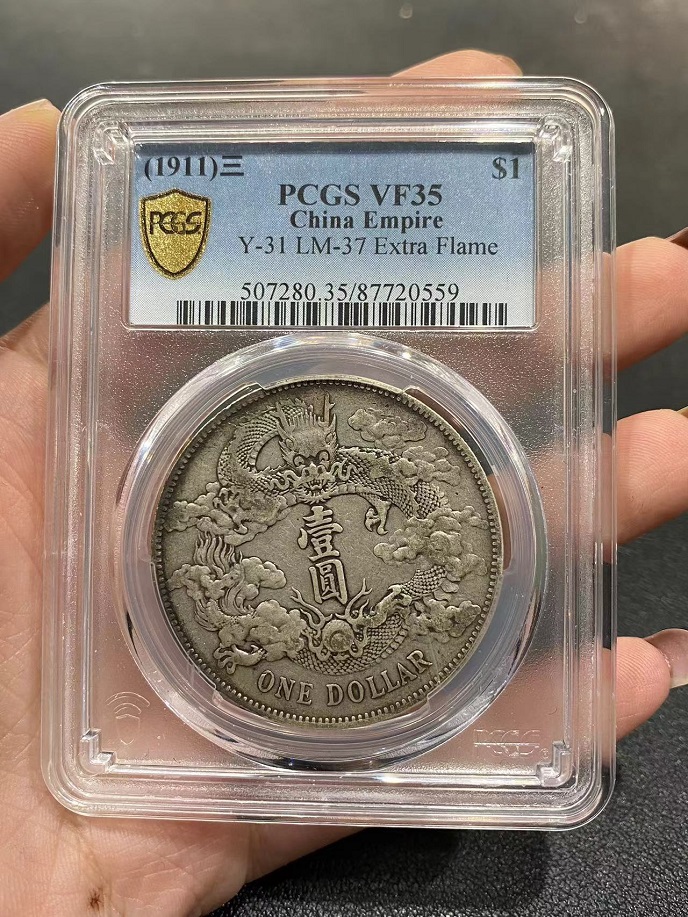 (1911)三 $1
PCGS VF35
China Empire
Y-31 LM-37 Extra Flame
507280.35/87720559
PCGS
壹
圓
ONE DOLLAR
PCGS